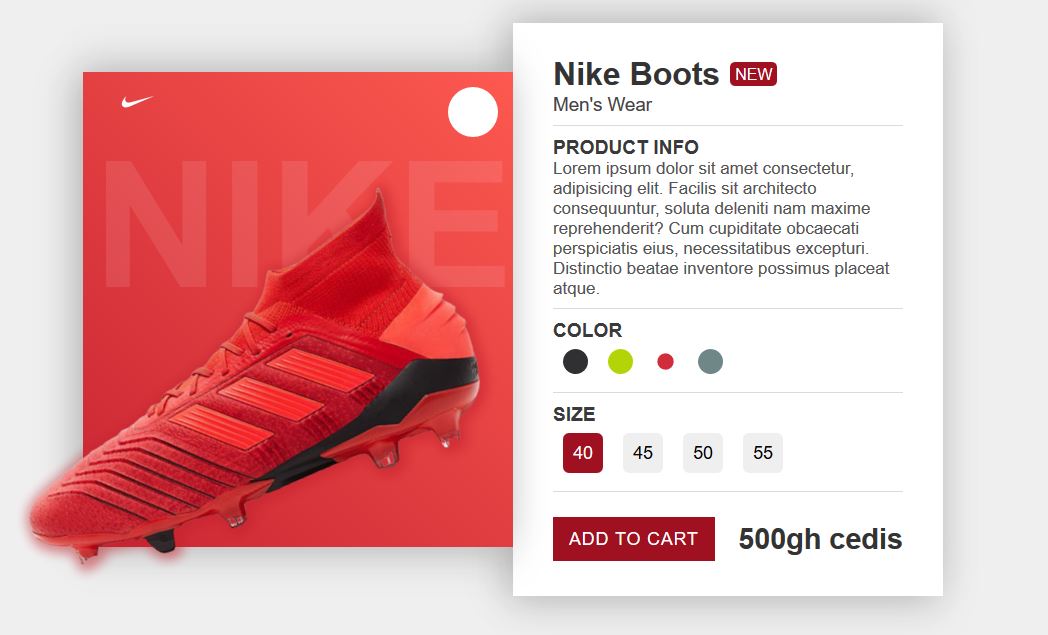 NIKE
Nike Boots NEW
Men's Wear
PRODUCT INFO
Lorem ipsum dolor sit amet consectetur,
adipisicing elit. Facilis sit architecto
consequuntur, soluta deleniti nam maxime
reprehenderit? Cum cupiditate obcaecati
perspiciatis eius, necessitatibus excepturi.
Distinctio beatae inventore possimus placeat
atque.
COLOR
SIZE
40 45 50 55
ADD TO CART 500gh cedis